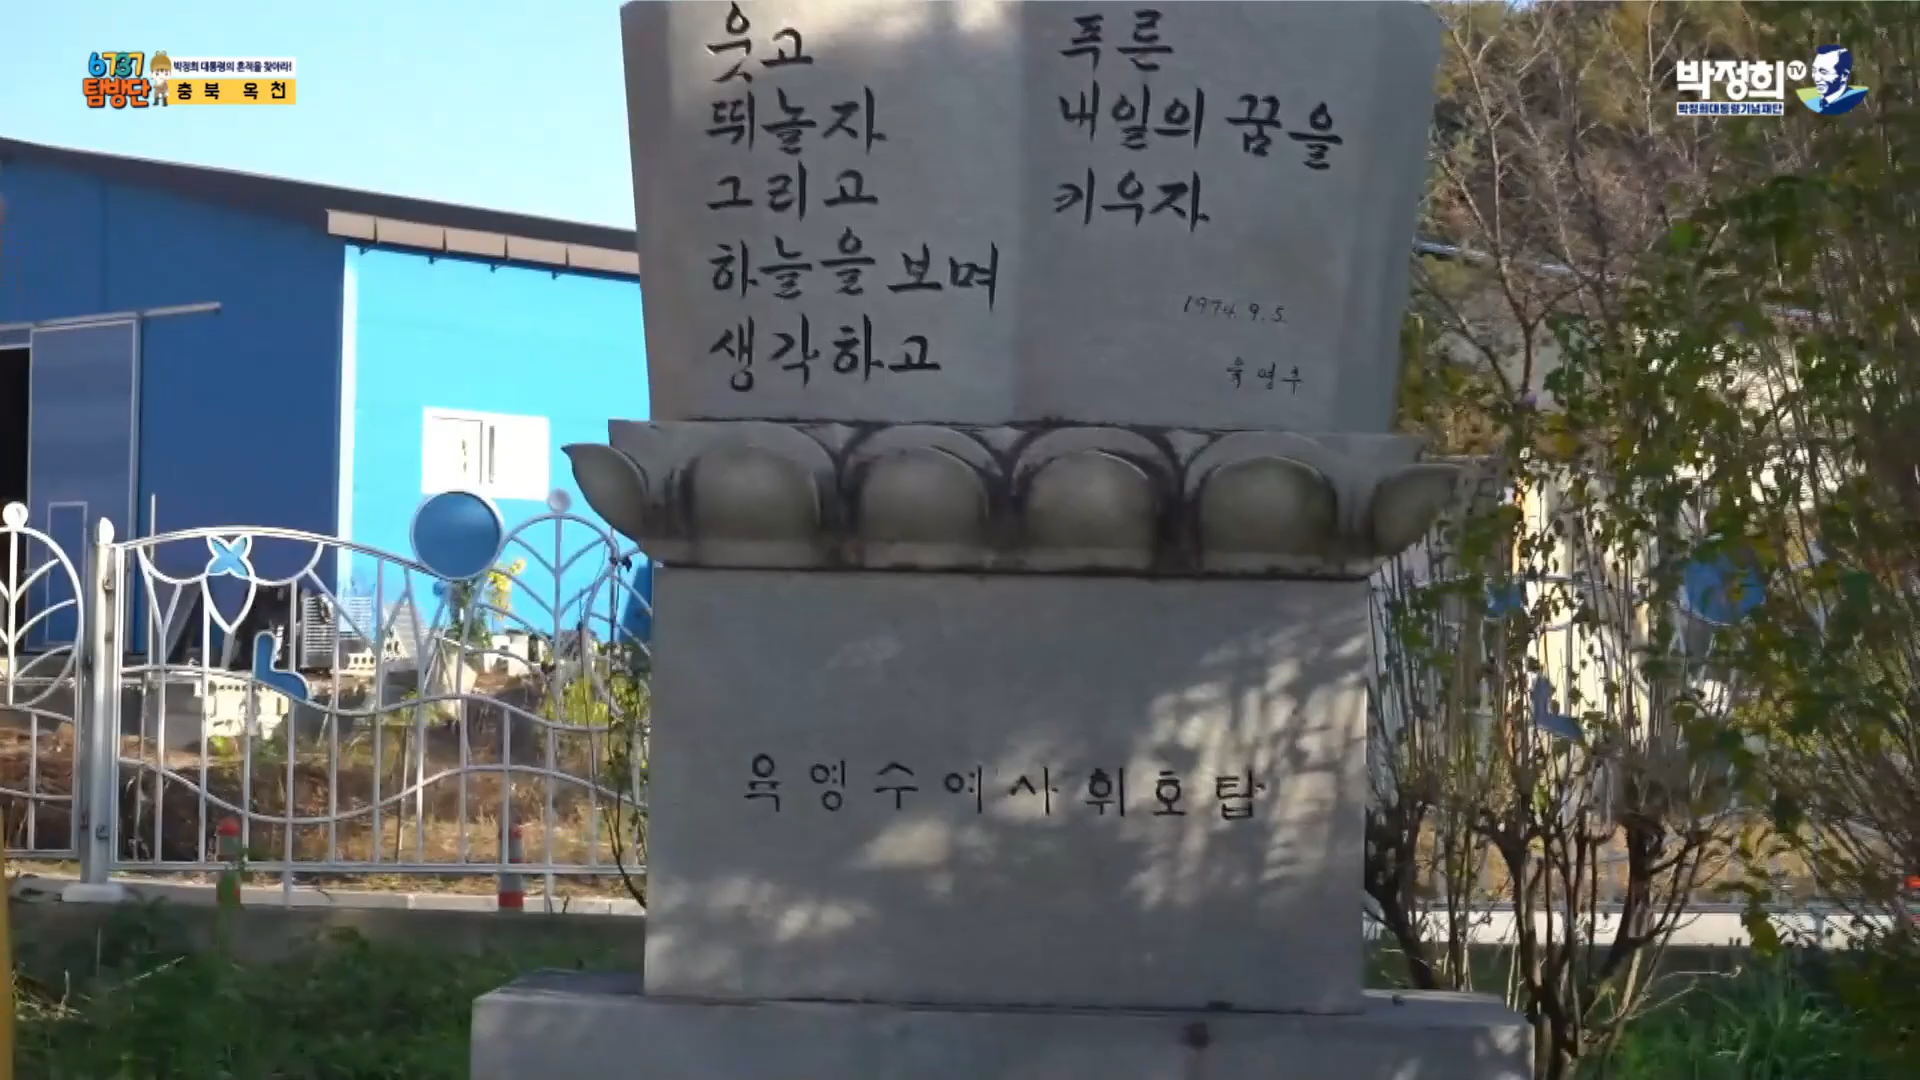 6737
탐방단
박정희 대통령의 흔적을 찾아라!
충북 옥천
박정희TV
박정희대통령기념재단
웃고
뛰놀자
그리고
하늘을 보며
생각하고
푸른
내일의 꿈을
키우자
1974. 9. 5.
육영수
육영수여사휘호탑